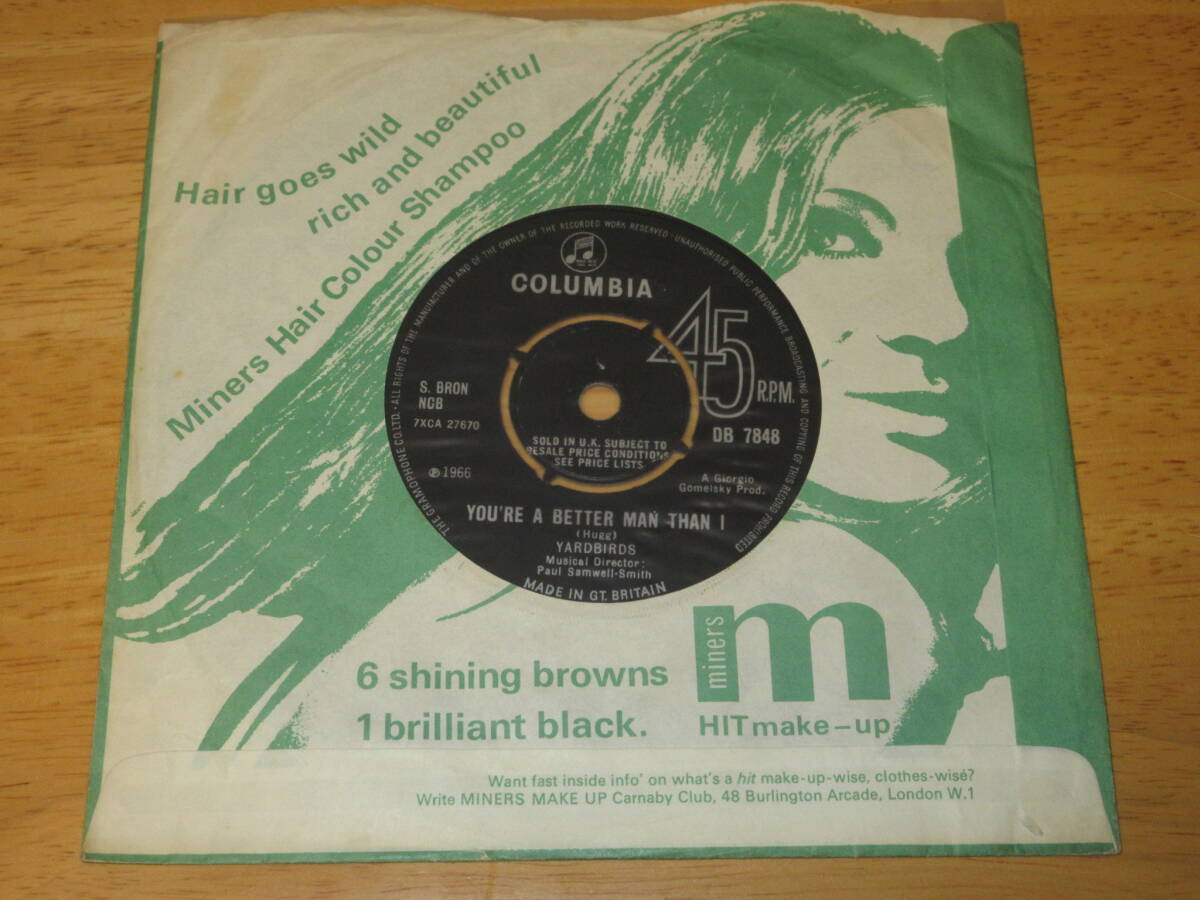 Hair goes wild
rich and beautiful
Miners Hair Colour Shampoo
THE GRAMOPHONE CO. LTD. · ALL RIGHTS OF THE MANUFACTURER AND OF THE OWNER OF THE RECORDED WORK RESERVED · UNAUTHORISED PUBLIC PERFORMANCE BROADCASTING AND COPYING OF THIS RECORD PROHIBITED
COLUMBIA
45
R.P.M.
S. BRON
NCB
7XCA 27670
DB 7848
SOLD IN U.K. SUBJECT TO
RESALE PRICE CONDITIONS
SEE PRICE LISTS
℗ 1966
A Giorgio
Gomelsky Prod.
YOU'RE A BETTER MAN THAN I
(Hugg)
YARDBIRDS
Musical Director:
Paul Samwell-Smith
MADE IN GT. BRITAIN
miners
m
6 shining browns
1 brilliant black.
HIT make-up
Want fast inside info' on what's a hit make-up-wise, clothes-wise?
Write MINERS MAKE UP Carnaby Club, 48 Burlington Arcade, London W.1